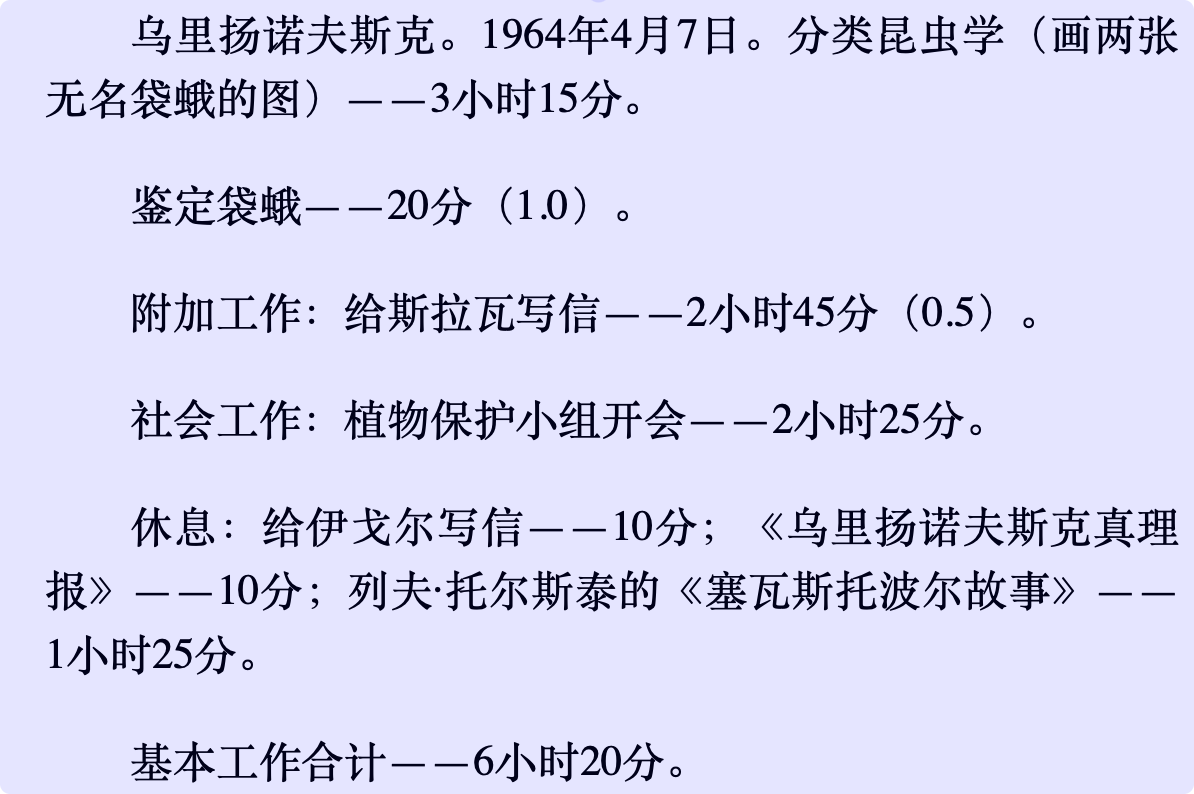 乌里扬诺夫斯克。1964年4月7日。分类昆虫学（画两张
无名袋蛾的图）——3小时15分。
鉴定袋蛾——20分（1.0）。
附加工作：给斯拉瓦写信——2小时45分（0.5）。
社会工作：植物保护小组开会——2小时25分。
休息：给伊戈尔写信——10分；《乌里扬诺夫斯克真理
报》——10分；列夫·托尔斯泰的《塞瓦斯托波尔故事》——
1小时25分。
基本工作合计——6小时20分。